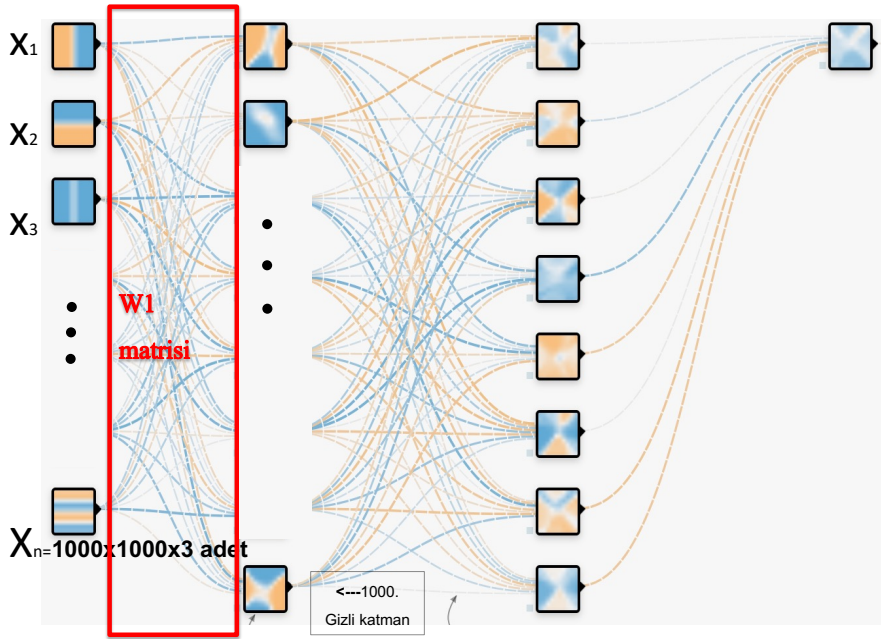 X1
X2
X3
W1
matrisi
Xn=1000x1000x3 adet
<---1000.
Gizli katman